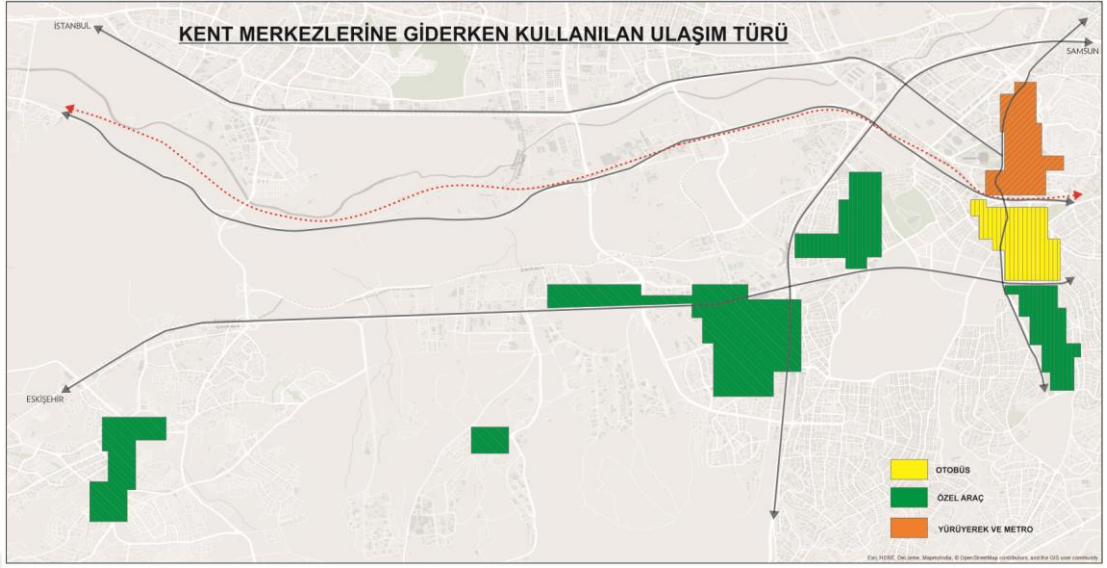 KENT MERKEZLERİNE GİDERKEN KULLANILAN ULAŞIM TÜRÜ
İSTANBUL
SAMSUN
ESKİŞEHİR
OTOBÜS
ÖZEL ARAÇ
YÜRÜYEREK VE METRO
Esri, HERE, DeLorme, MapmyIndia, © OpenStreetMap contributors, and the GIS user community